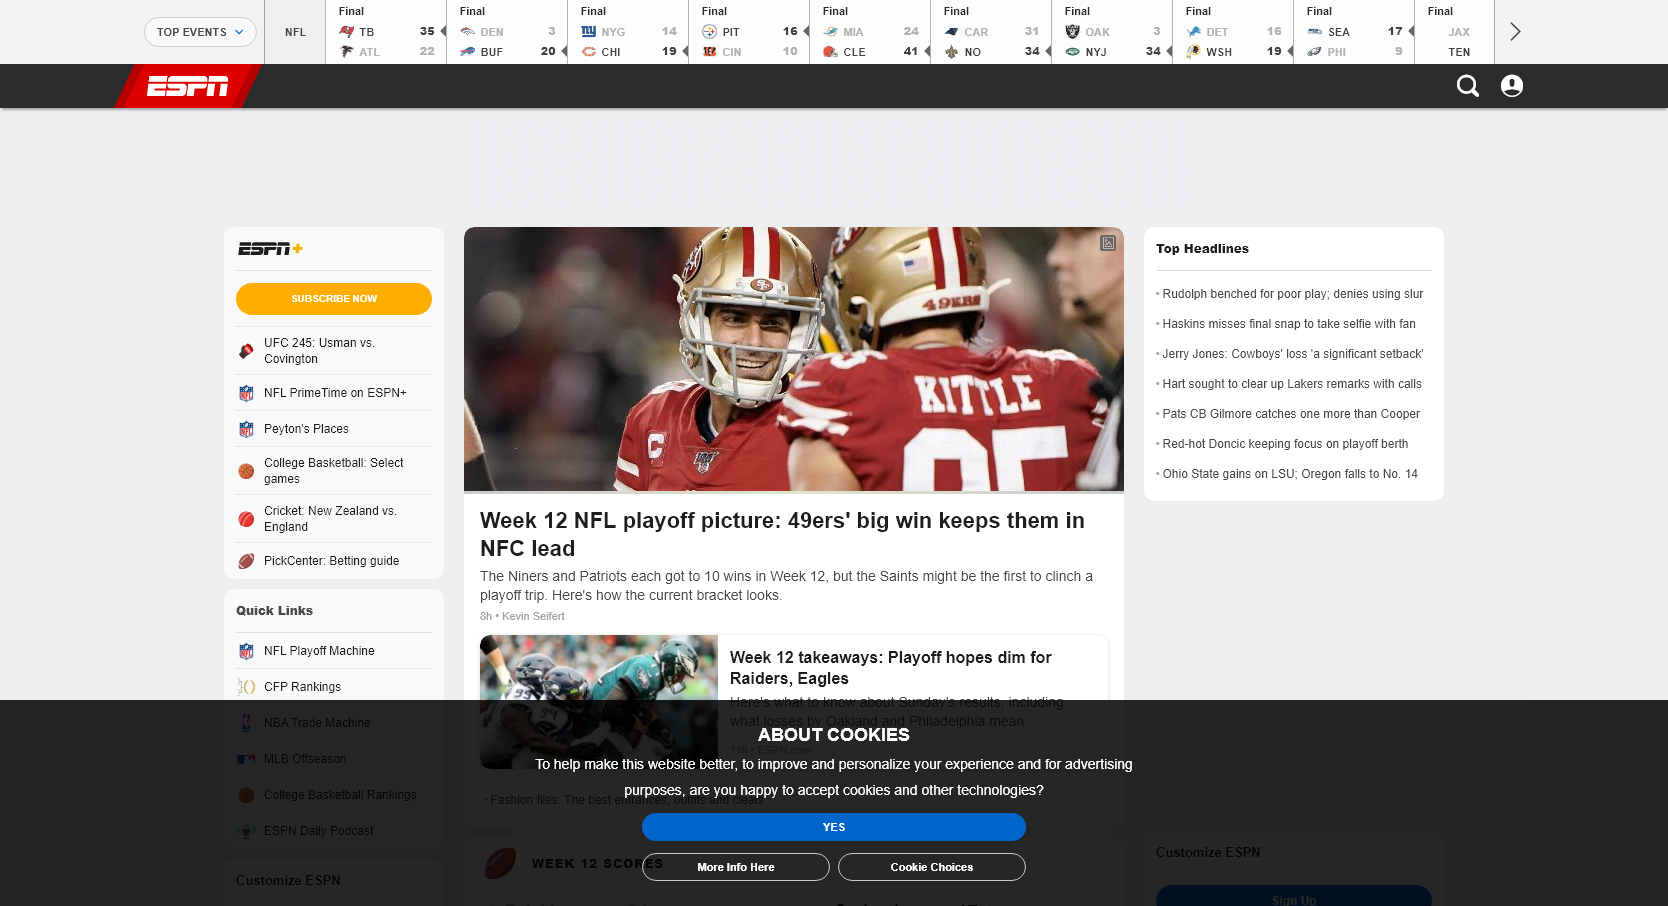 TOP EVENTS
NFL
Final
TB 35
ATL 22
Final
DEN 3
BUF 20
Final
NYG 14
CHI 19
Final
PIT 16
CIN 10
Final
MIA 24
CLE 41
Final
CAR 31
NO 34
Final
OAK 3
NYJ 34
Final
DET 16
WSH 19
Final
SEA 17
PHI 9
Final
JAX
TEN
ESPN
ESPN+
SUBSCRIBE NOW
UFC 245: Usman vs.
Covington
NFL PrimeTime on ESPN+
Peyton's Places
College Basketball: Select
games
Cricket: New Zealand vs.
England
PickCenter: Betting guide
Quick Links
NFL Playoff Machine
CFP Rankings
NBA Trade Machine
MLB Offseason
College Basketball Rankings
ESPN Daily Podcast
Customize ESPN
49ERS
KITTLE
85
C
Week 12 NFL playoff picture: 49ers' big win keeps them in
NFC lead
The Niners and Patriots each got to 10 wins in Week 12, but the Saints might be the first to clinch a
playoff trip. Here's how the current bracket looks.
8h • Kevin Seifert
Week 12 takeaways: Playoff hopes dim for
Raiders, Eagles
Here's what to know about Sunday's results, including
what losses by Oakland and Philadelphia mean.
11h • ESPN.com
• Fashion files: The best entrances, outfits and cleats
WEEK 12 SCORES
Top Headlines
• Rudolph benched for poor play; denies using slur
• Haskins misses final snap to take selfie with fan
• Jerry Jones: Cowboys' loss 'a significant setback'
• Hart sought to clear up Lakers remarks with calls
• Pats CB Gilmore catches one more than Cooper
• Red-hot Doncic keeping focus on playoff berth
• Ohio State gains on LSU; Oregon falls to No. 14
Customize ESPN
Sign Up
ABOUT COOKIES
To help make this website better, to improve and personalize your experience and for advertising
purposes, are you happy to accept cookies and other technologies?
YES
More Info Here
Cookie Choices